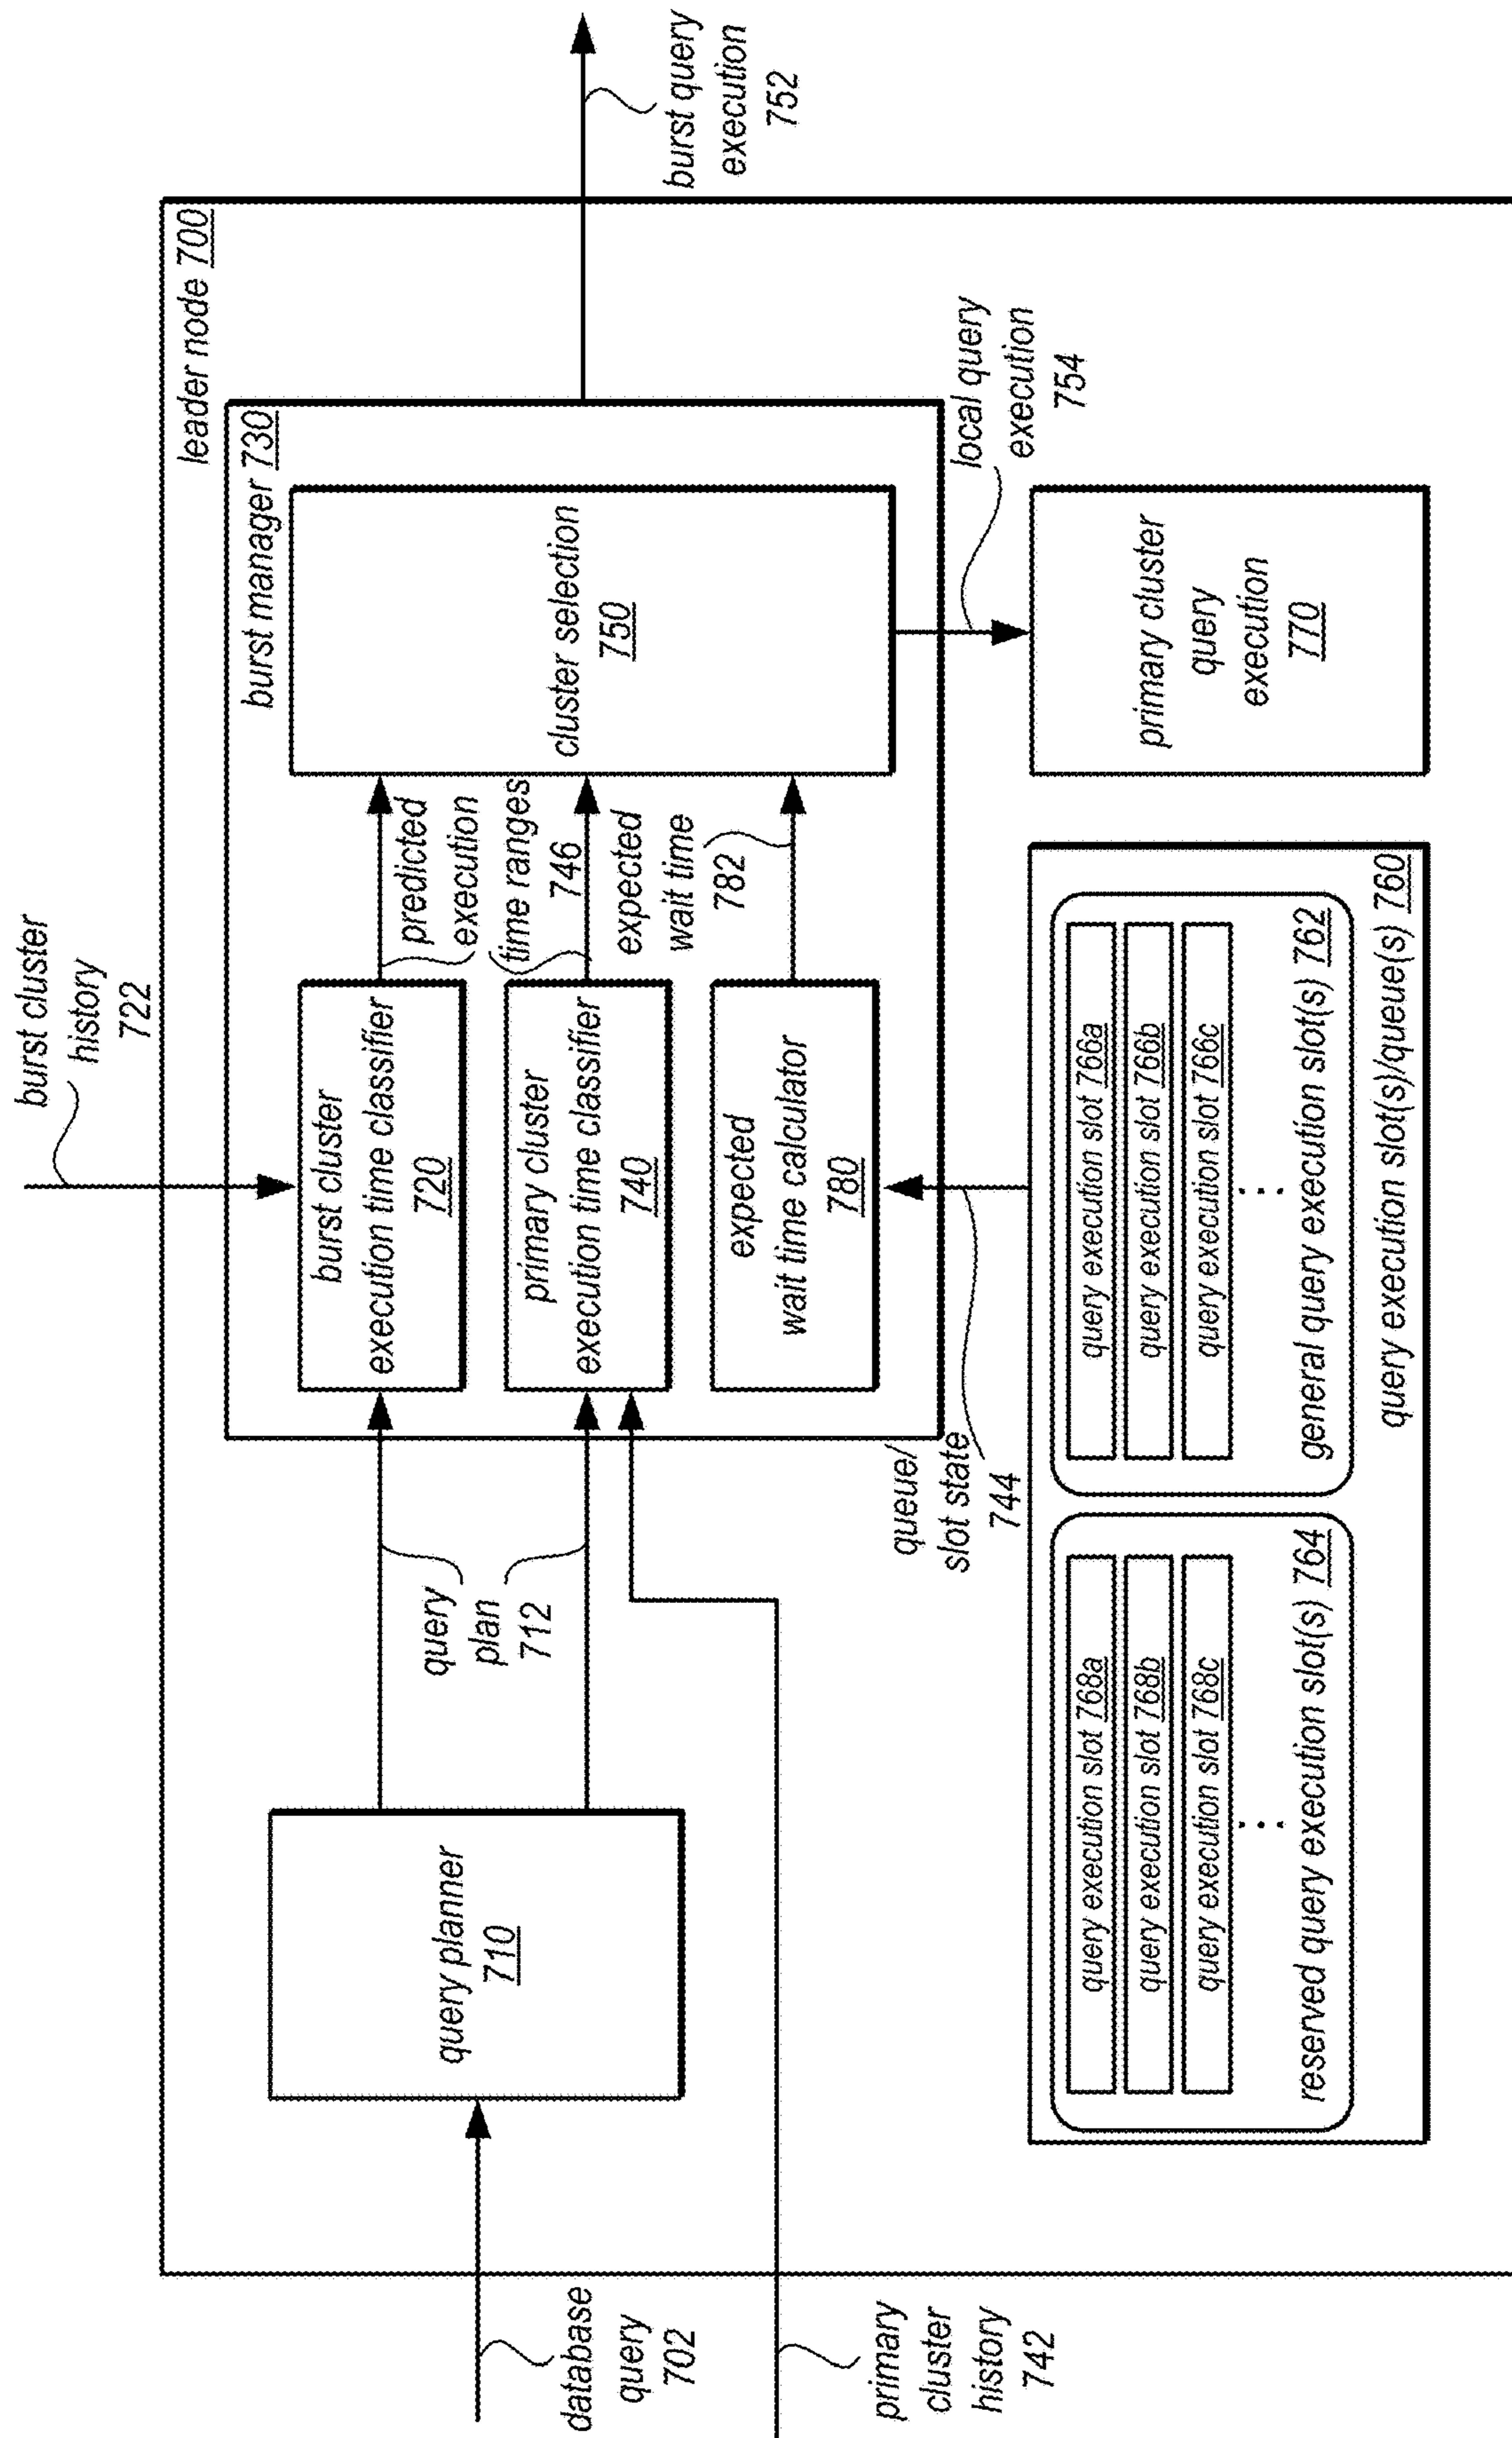 burst cluster
history
722
leader node 700
burst manager 730
burst cluster
execution time classifier
720
primary cluster
execution time classifier
740
expected
wait time calculator
780
predicted
execution
time ranges
746
expected
wait time
782
cluster selection
750
burst query
execution
752
database
query
702
query planner
710
query
plan
712
primary
cluster
history
742
queue/
slot state
744
local query
execution
754
query execution slot 768a
query execution slot 768b
query execution slot 768c
...
reserved query execution slot(s) 764
query execution slot 766a
query execution slot 766b
query execution slot 766c
...
general query execution slot(s) 762
query execution slot(s)/queue(s) 760
primary cluster
query
execution
770